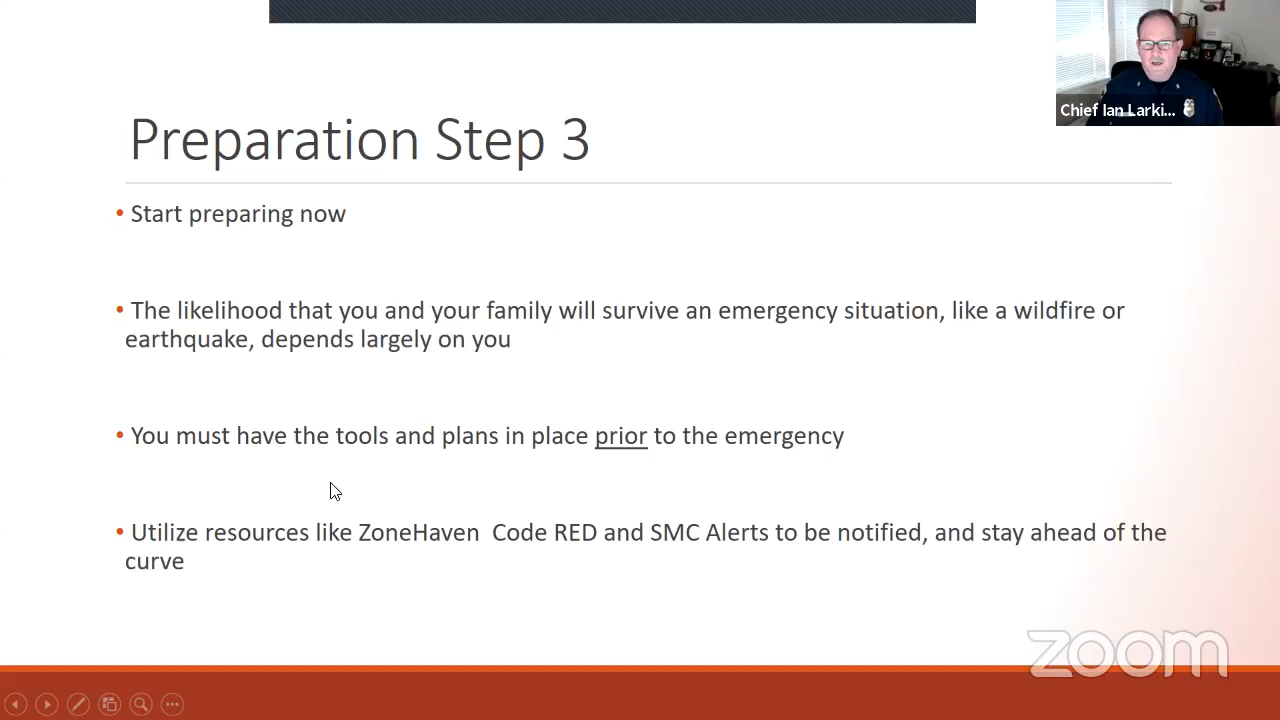 Chief Ian Larki...
Preparation Step 3
• Start preparing now
• The likelihood that you and your family will survive an emergency situation, like a wildfire or
earthquake, depends largely on you
• You must have the tools and plans in place prior to the emergency
• Utilize resources like ZoneHaven  Code RED and SMC Alerts to be notified, and stay ahead of the
curve
zoom